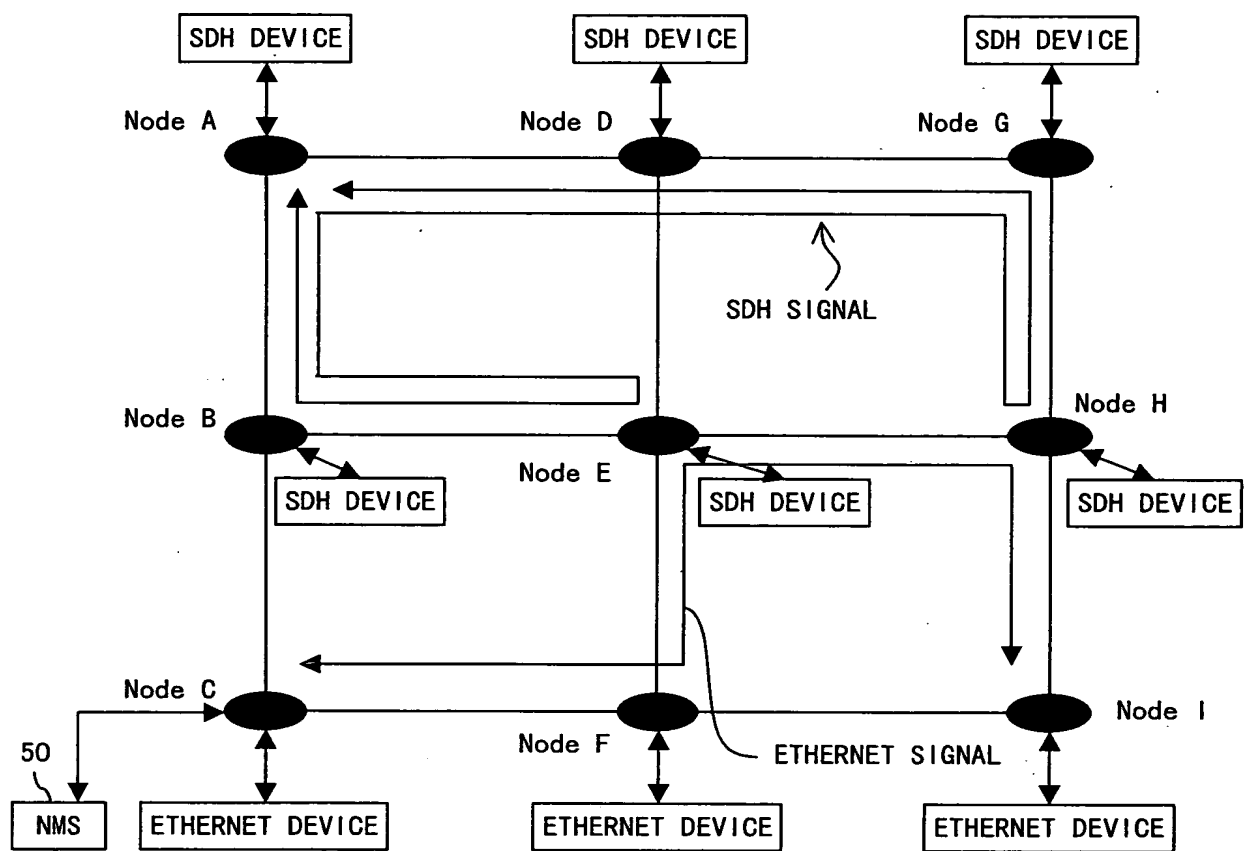 SDH DEVICE
SDH DEVICE
SDH DEVICE
Node A
Node D
Node G
SDH SIGNAL
Node B
Node E
Node H
SDH DEVICE
SDH DEVICE
SDH DEVICE
Node C
Node F
Node I
ETHERNET SIGNAL
50
NMS
ETHERNET DEVICE
ETHERNET DEVICE
ETHERNET DEVICE